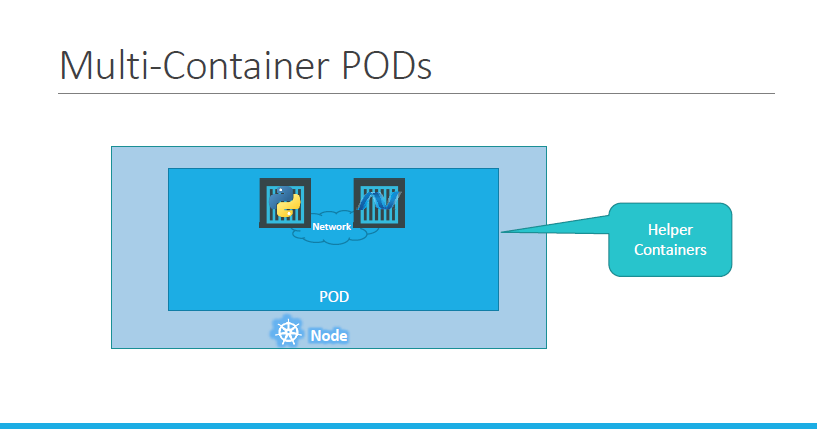 Multi-Container PODs
Network
Helper
Containers
POD
Node